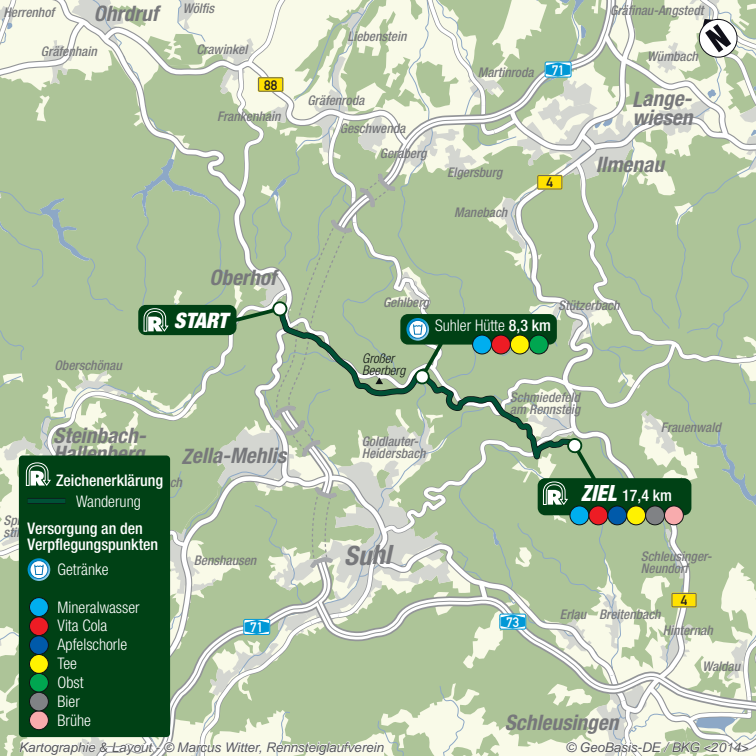 Herrenhof
Ohrdruf
Wölfis
Gräfinau-Angstedt
N
Liebenstein
Gräfenhain
Crawinkel
Wümbach
71
Martinroda
88
Gräfenroda
Lange-
wiesen
Frankenhain
Geschwenda
Geraberg
Ilmenau
Elgersburg
4
Manebach
Oberhof
Gehlberg
Stützerbach
R START
Suhler Hütte 8,3 km
Großer
Beerberg
Oberschönau
Schmiedefeld
am Rennsteig
Steinbach-
Hallenberg
Zella-Mehlis
Goldlauter-
Heidersbach
Frauenwald
R Zeichenerklärung
Wanderung
R ZIEL 17,4 km
Versorgung an den
Verpflegungspunkten
Getränke
Mineralwasser
Vita Cola
Apfelschorle
Tee
Obst
Bier
Brühe
Benshausen
Suhl
Schleusinger-
Neundorf
4
71
73
Erlau
Breitenbach
Hinternah
Waldau
Schleusingen
Kartographie & Layout - © Marcus Witter, Rennsteiglaufverein
© GeoBasis-DE / BKG <2014>